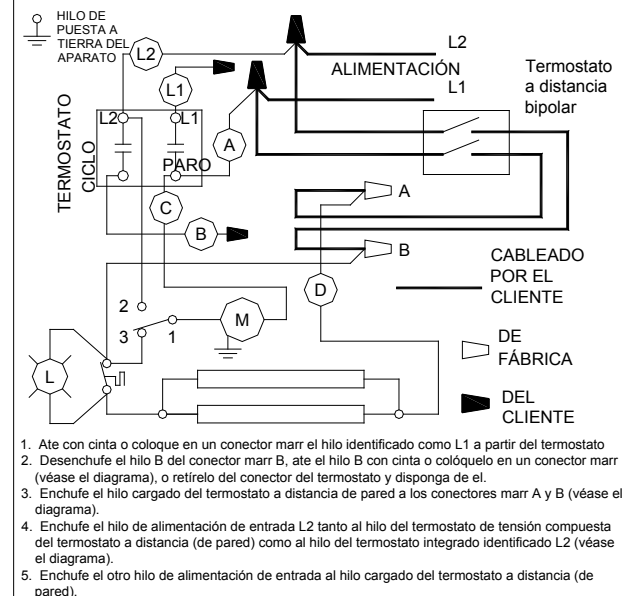 HILO DE
PUESTA A
TIERRA DEL
APARATO
L2
L2
ALIMENTACIÓN
L1
Termostato
a distancia
bipolar
L1
L2
L1
A
TERMOSTATO
CICLO
PARO
C
A
B
B
CABLEADO
POR EL
CLIENTE
D
2
3
1
M
DE
FÁBRICA
L
DEL
CLIENTE
1. Ate con cinta o coloque en un conector marr el hilo identificado como L1 a partir del termostato
2. Desenchufe el hilo B del conector marr B, ate el hilo B con cinta o colóquelo en un conector marr
(véase el diagrama), o retírelo del conector del termostato y disponga de el.
3. Enchufe el hilo cargado del termostato a distancia de pared a los conectores marr A y B (véase el
diagrama).
4. Enchufe el hilo de alimentación de entrada L2 tanto al hilo del termostato de tensión compuesta
del termostato a distancia (de pared) como al hilo del termostato integrado identificado L2 (véase
el diagrama).
5. Enchufe el otro hilo de alimentación de entrada al hilo cargado del termostato a distancia (de
pared).